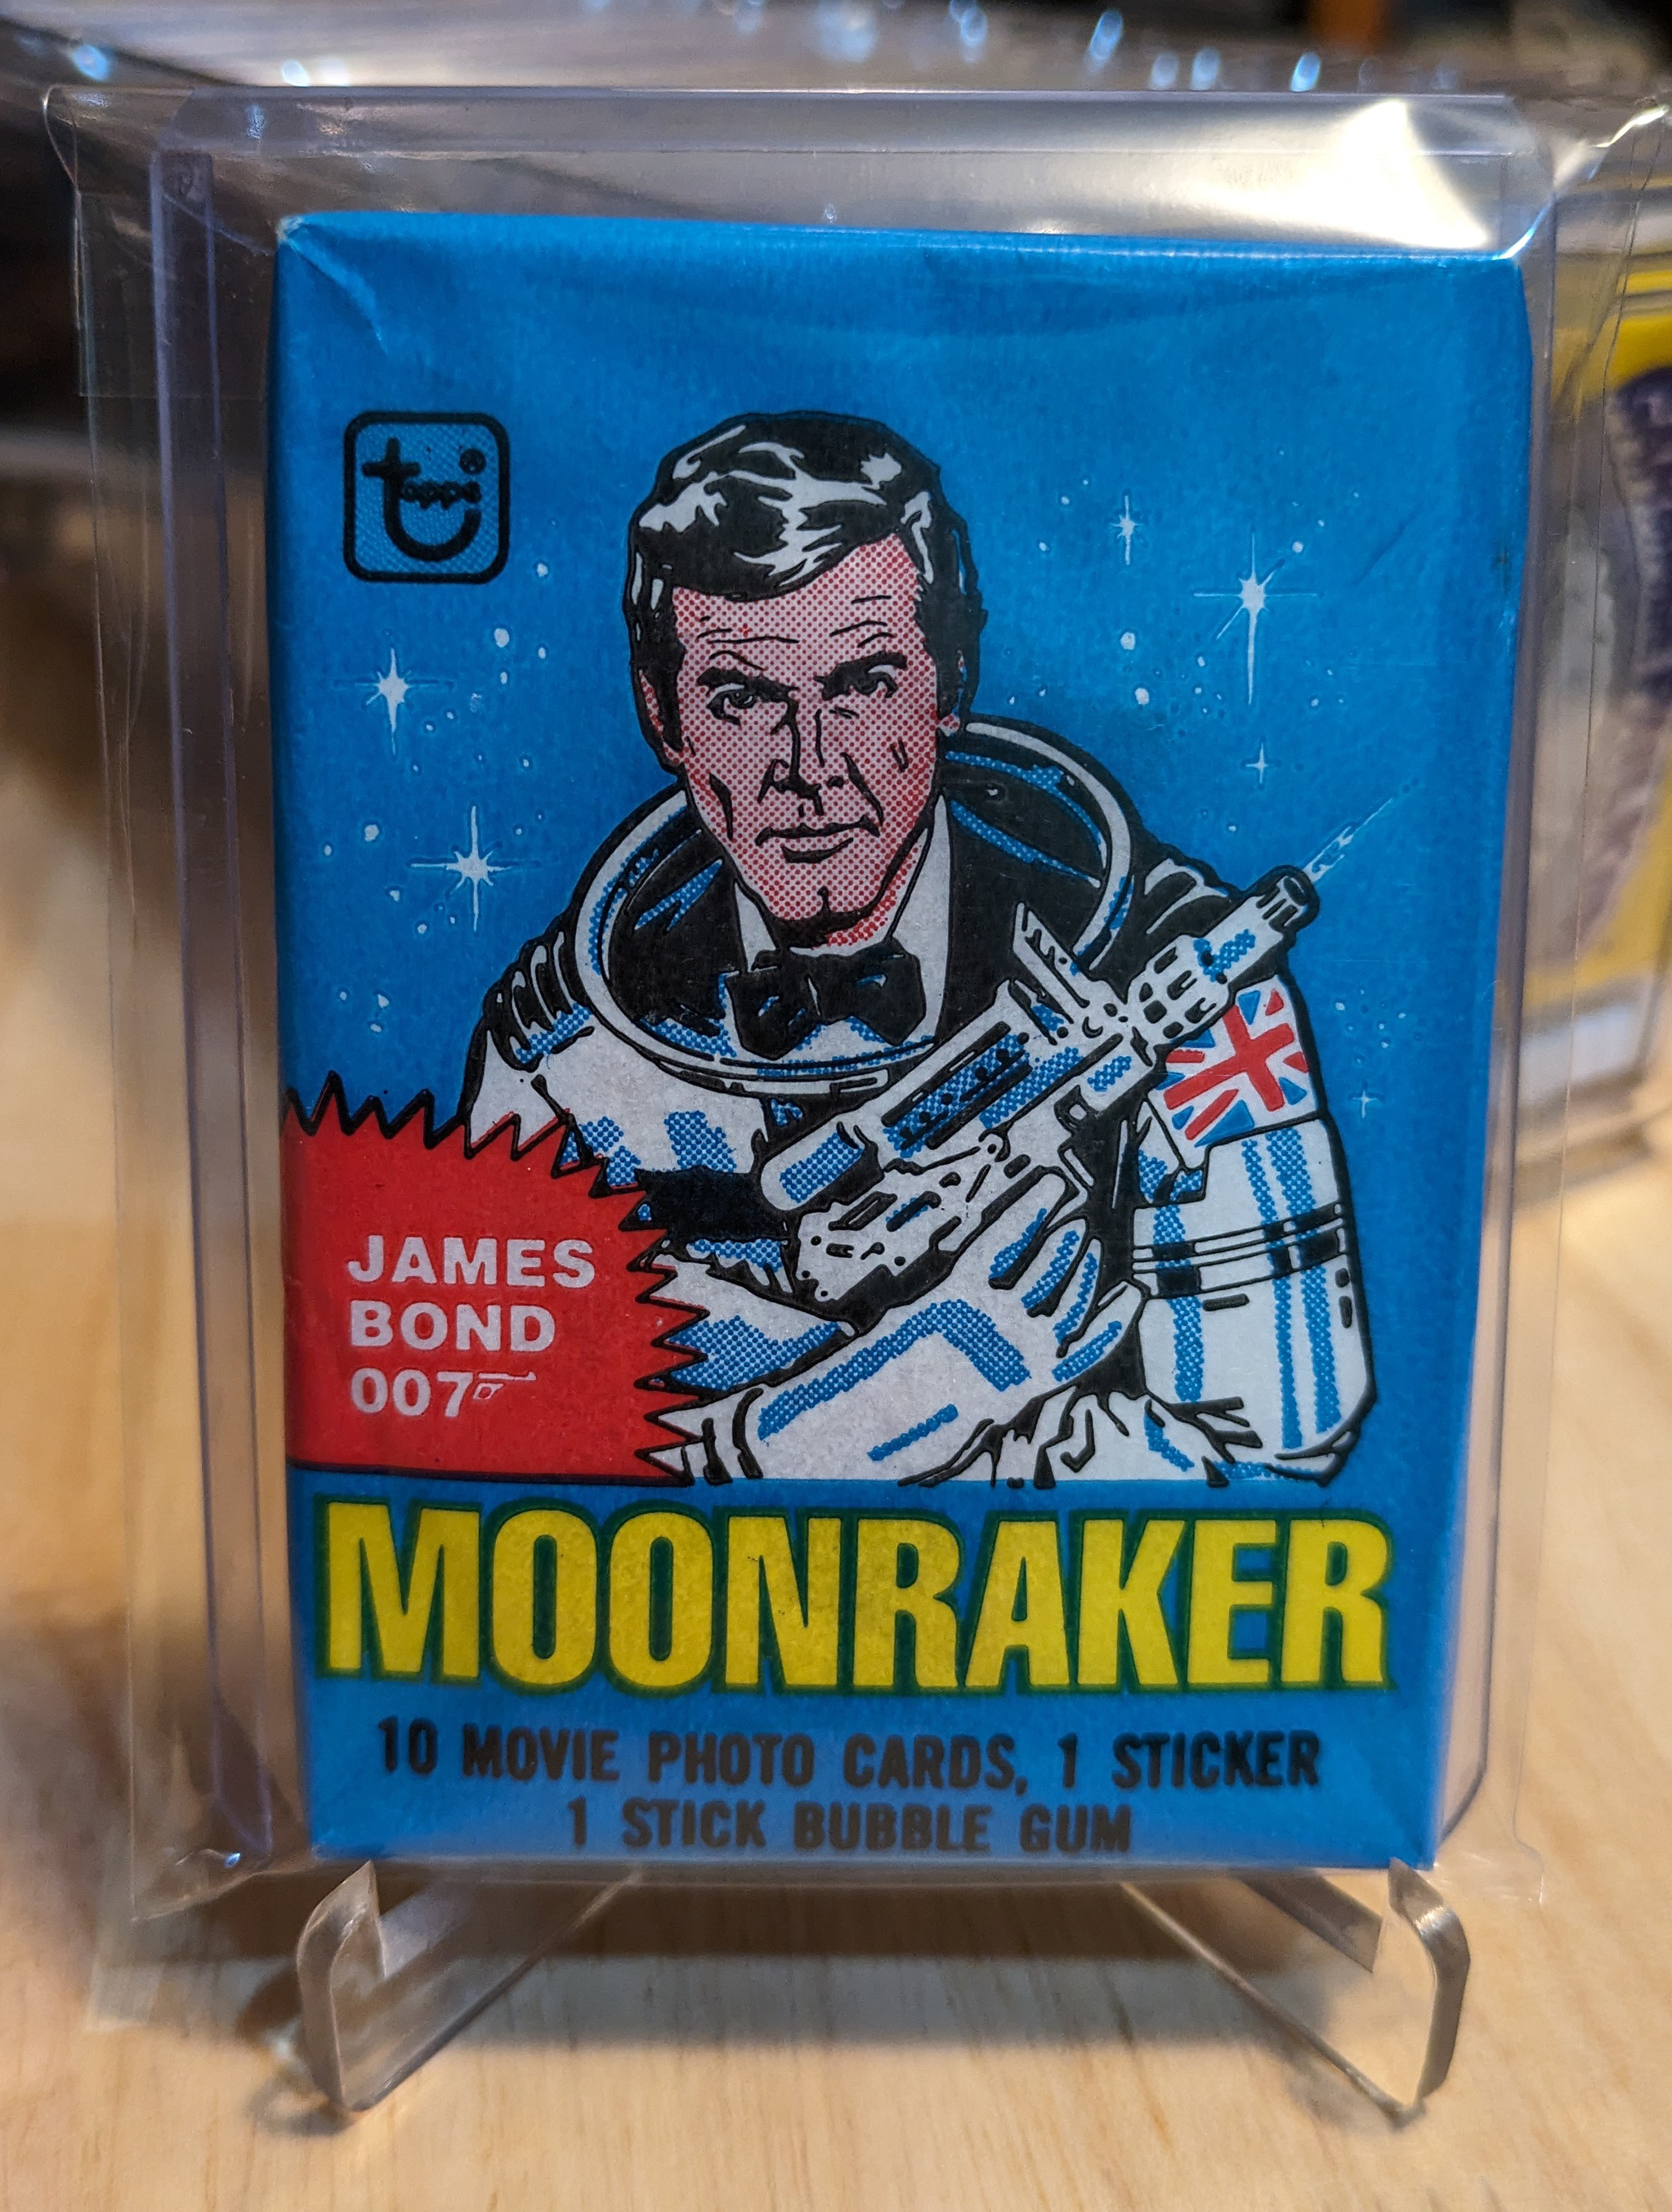 topps
JAMES
BOND
007
MOONRAKER
10 MOVIE PHOTO CARDS, 1 STICKER
1 STICK BUBBLE GUM